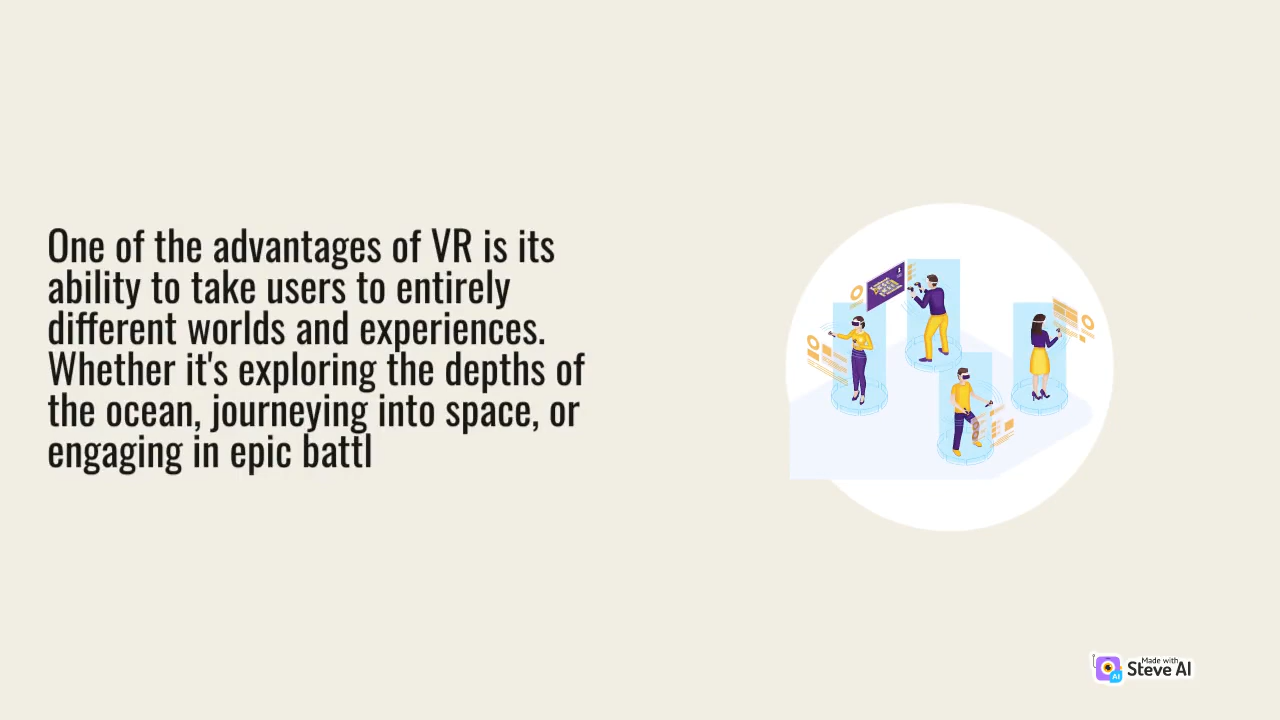 One of the advantages of VR is its
ability to take users to entirely
different worlds and experiences.
Whether it's exploring the depths of
the ocean, journeying into space, or
engaging in epic battl
Made with
Steve AI
AI